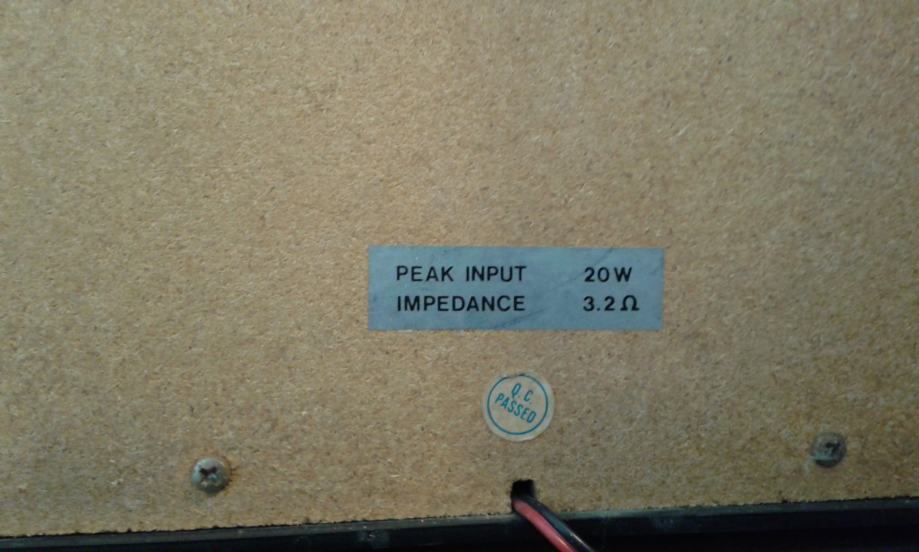 PEAK INPUT 20W
IMPEDANCE 3.2Ω
Q.C.
PASSED